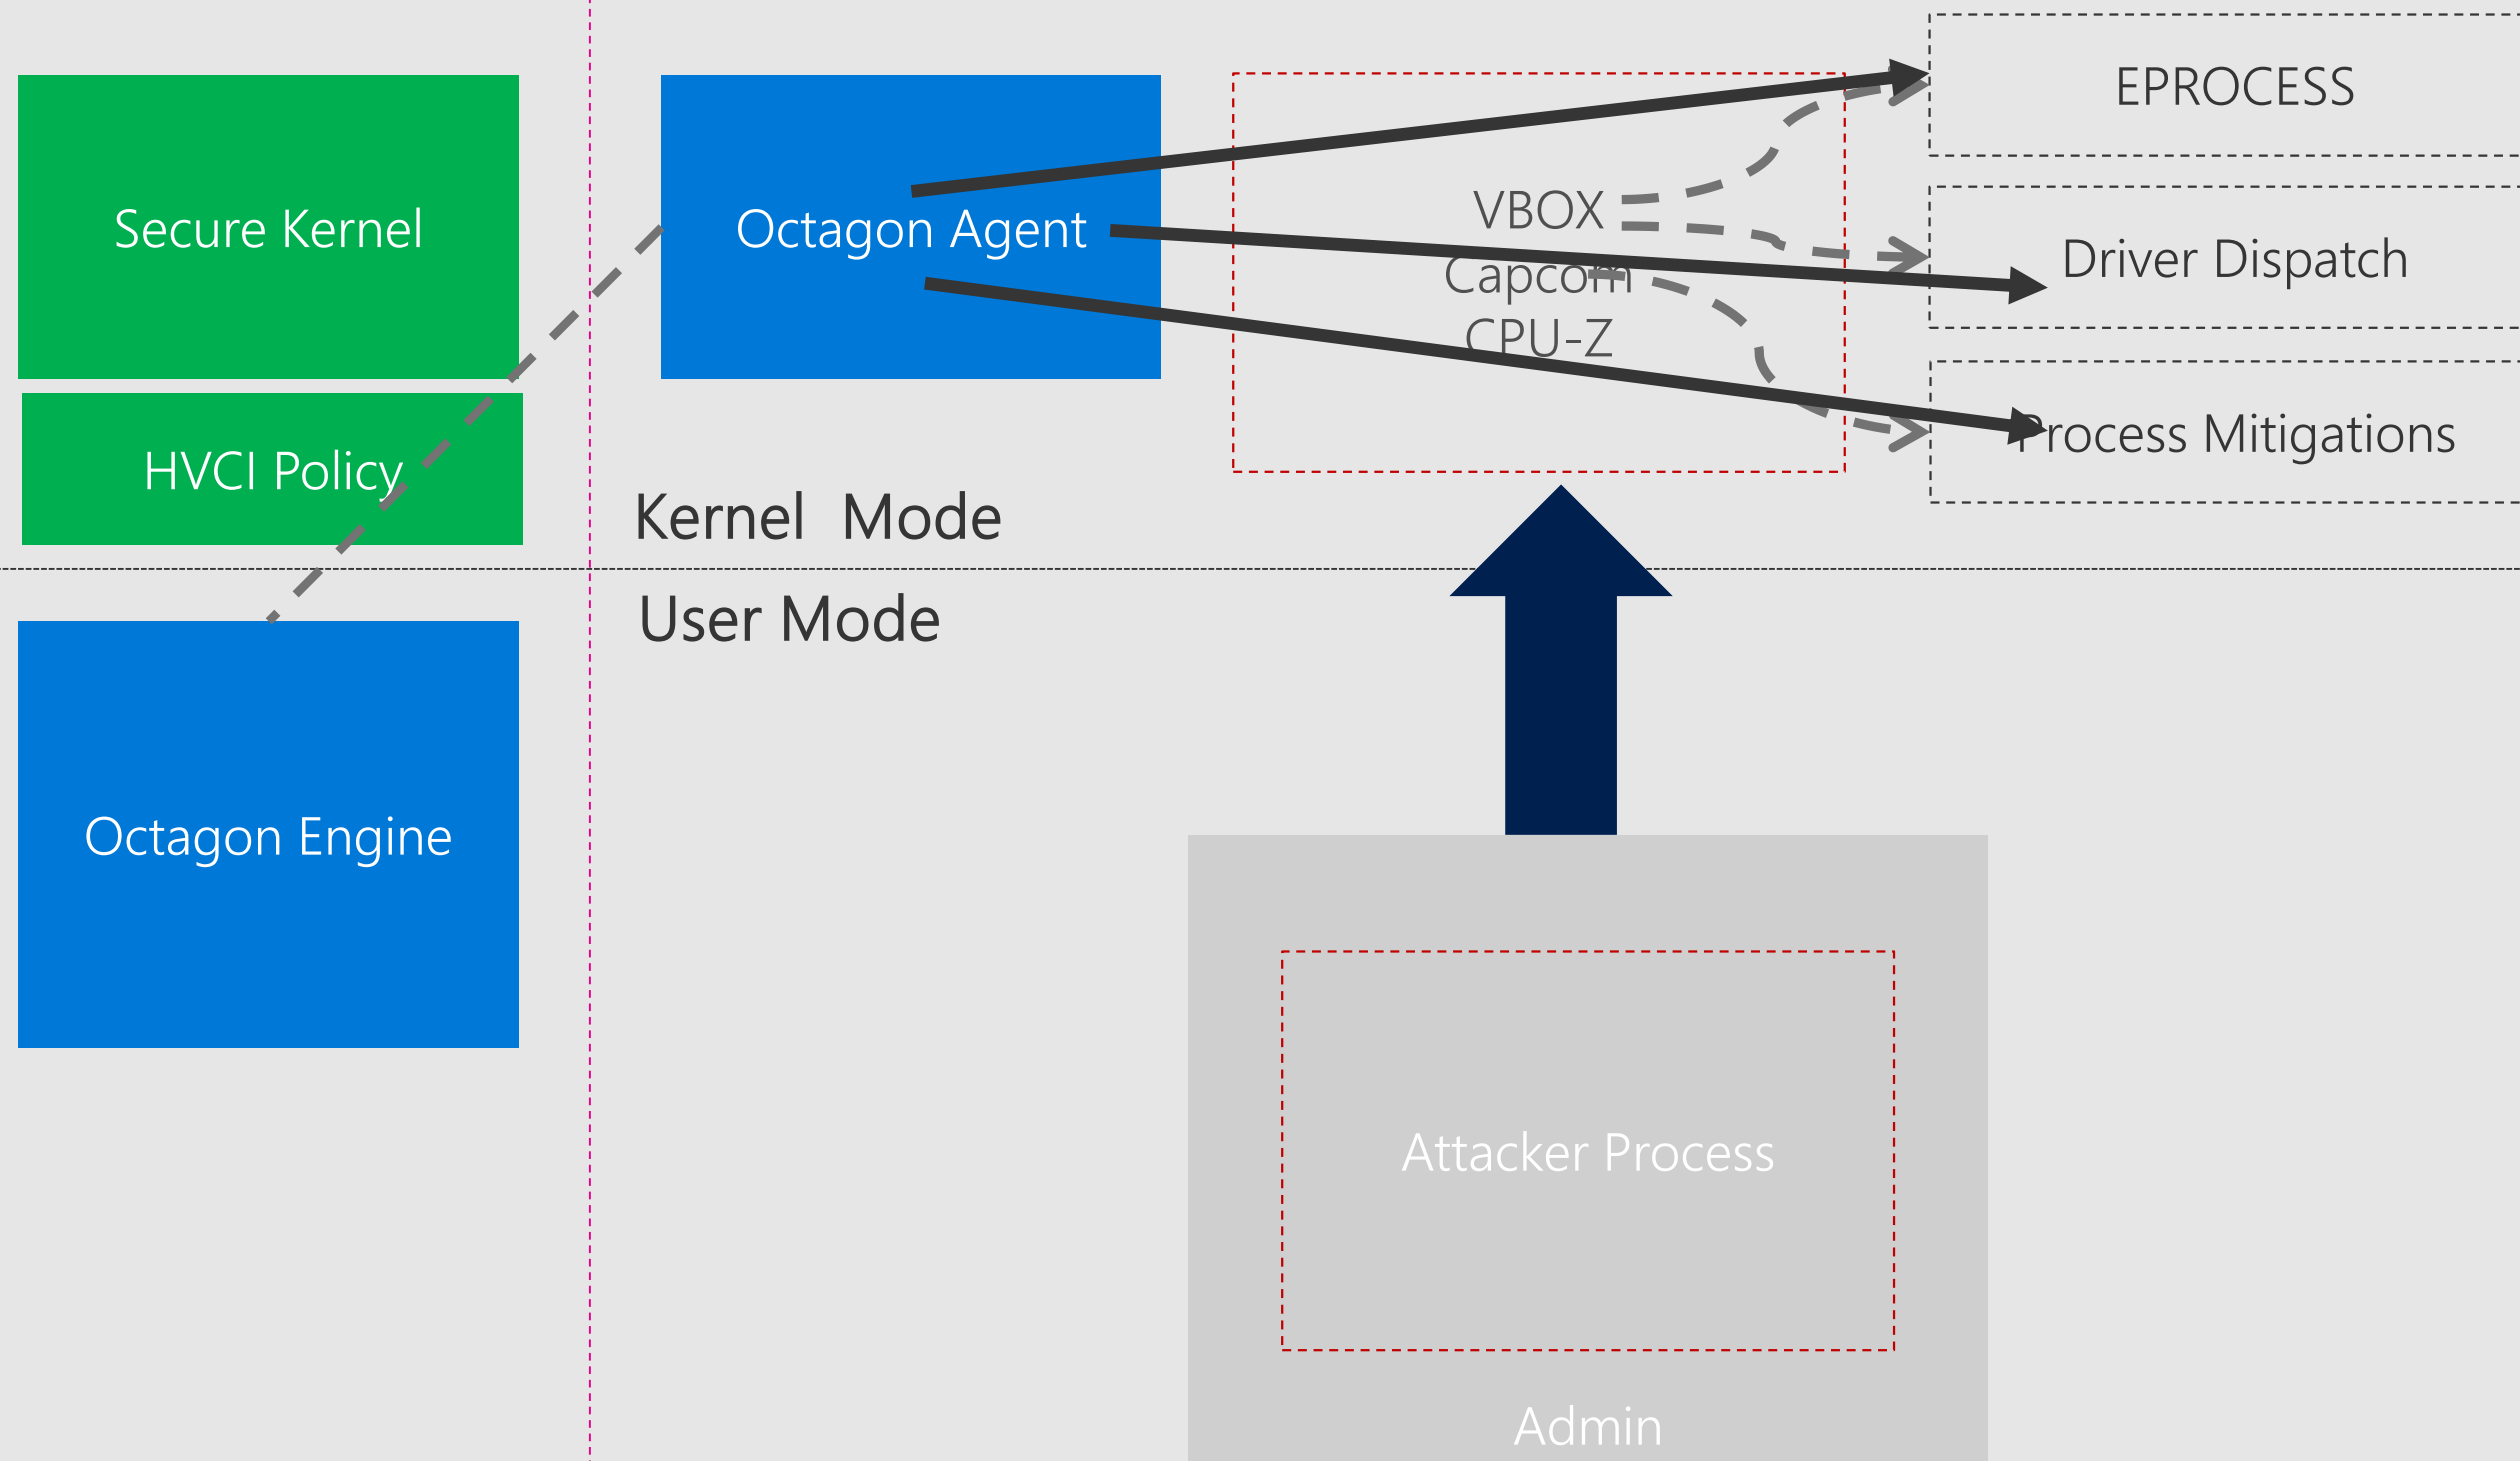 Secure Kernel
HVCI Policy
Octagon Engine
Octagon Agent
Kernel Mode
User Mode
VBOX
Capcom
CPU-Z
EPROCESS
Driver Dispatch
Process Mitigations
Attacker Process
Admin